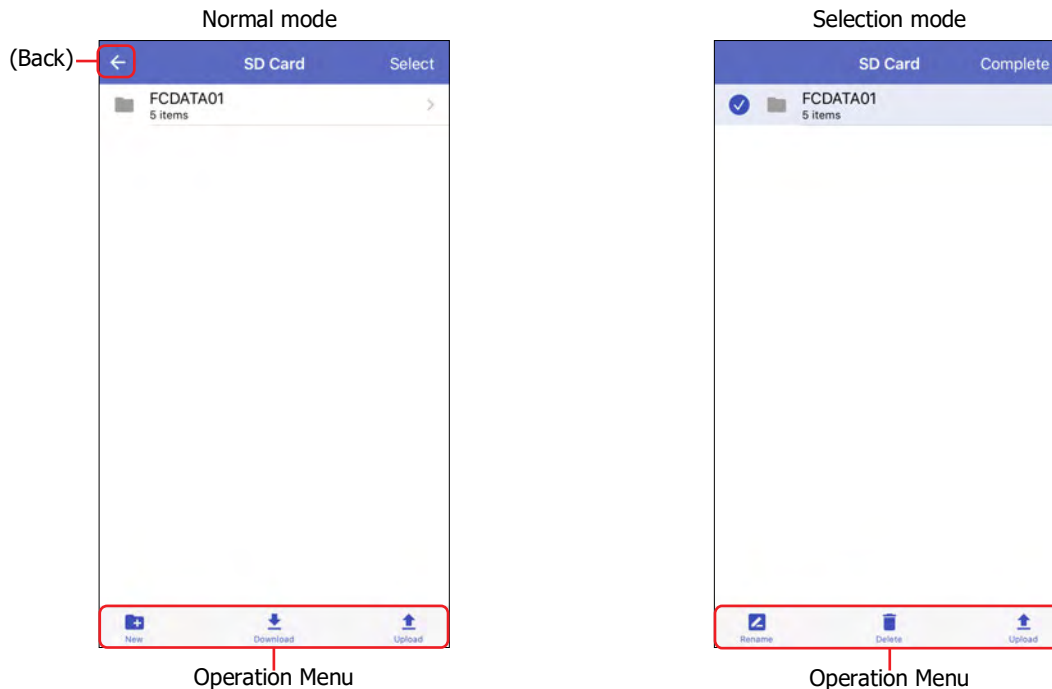 Normal mode
(Back)
SD Card
Select
FCDATA01
5 items
New
Download
Upload
Operation Menu
Selection mode
SD Card
Complete
FCDATA01
5 items
Rename
Delete
Upload
Operation Menu